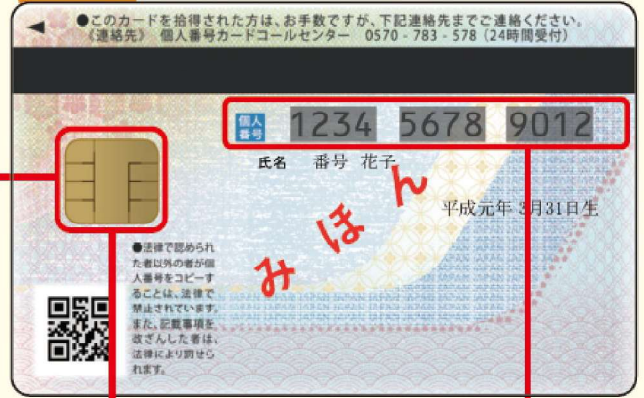 ●このカードを拾得された方は、お手数ですが、下記連絡先までご連絡ください。
《連絡先》 個人番号カードコールセンター 0570 - 783 - 578（24時間受付）
個人番号 1234 5678 9012
氏名 番号 花子
平成元年 3月31日生
みほん
●法律で認められ
た者以外の者が個
人番号をコピーす
ることは、法律で
禁止されています。
また、記載事項を
改ざんした者は、
法律により罰せら
れます。